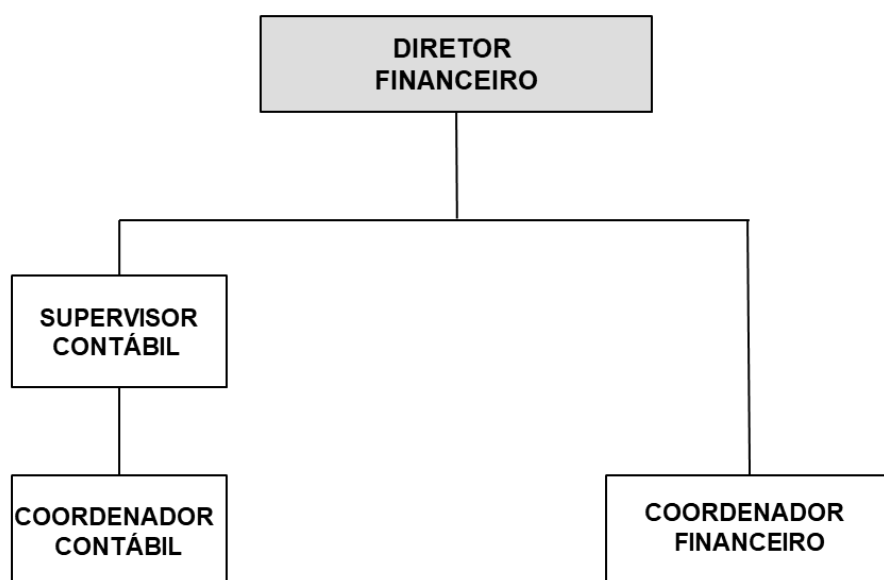 DIRETOR
FINANCEIRO
SUPERVISOR
CONTÁBIL
COORDENADOR
CONTÁBIL
COORDENADOR
FINANCEIRO